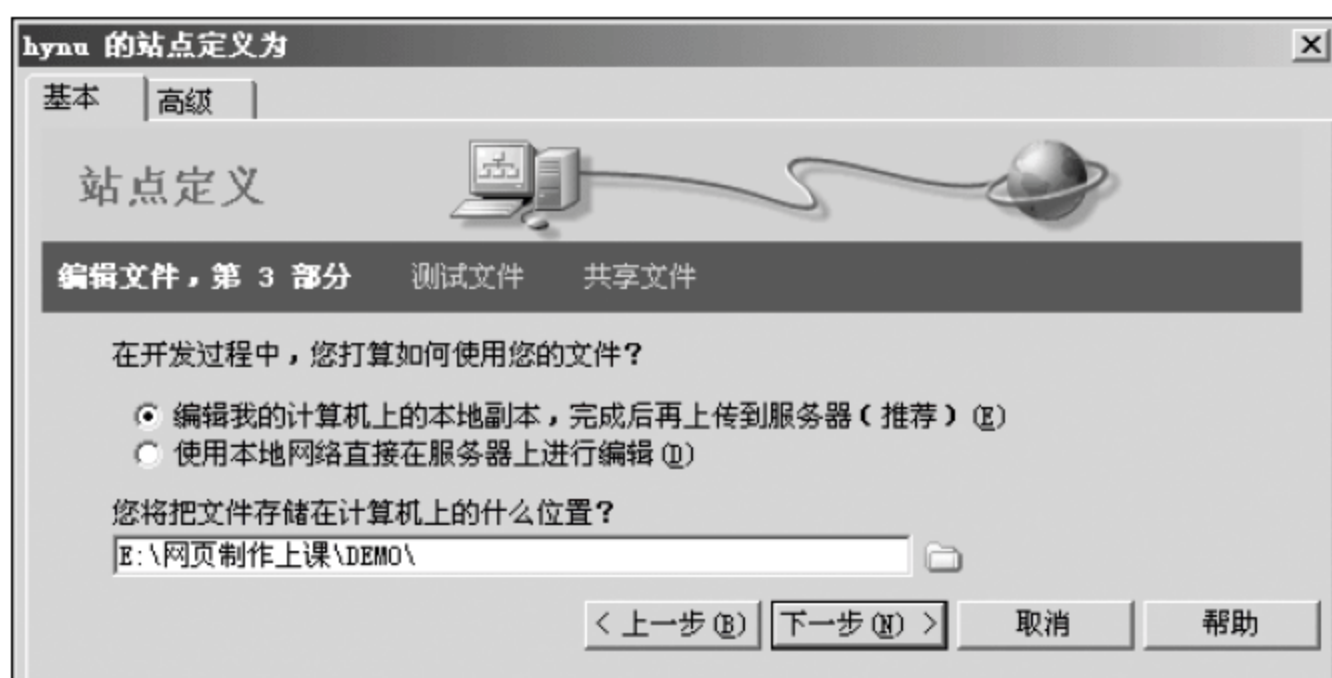 hynu 的站点定义为
基本 高级
站点定义
编辑文件，第 3 部分 测试文件 共享文件
在开发过程中，您打算如何使用您的文件？
编辑我的计算机上的本地副本，完成后再上传到服务器（推荐）(E)
使用本地网络直接在服务器上进行编辑(D)
您将把文件存储在计算机上的什么位置？
E:\网页制作上课\DEMO\
< 上一步(B) 下一步(N) > 取消 帮助